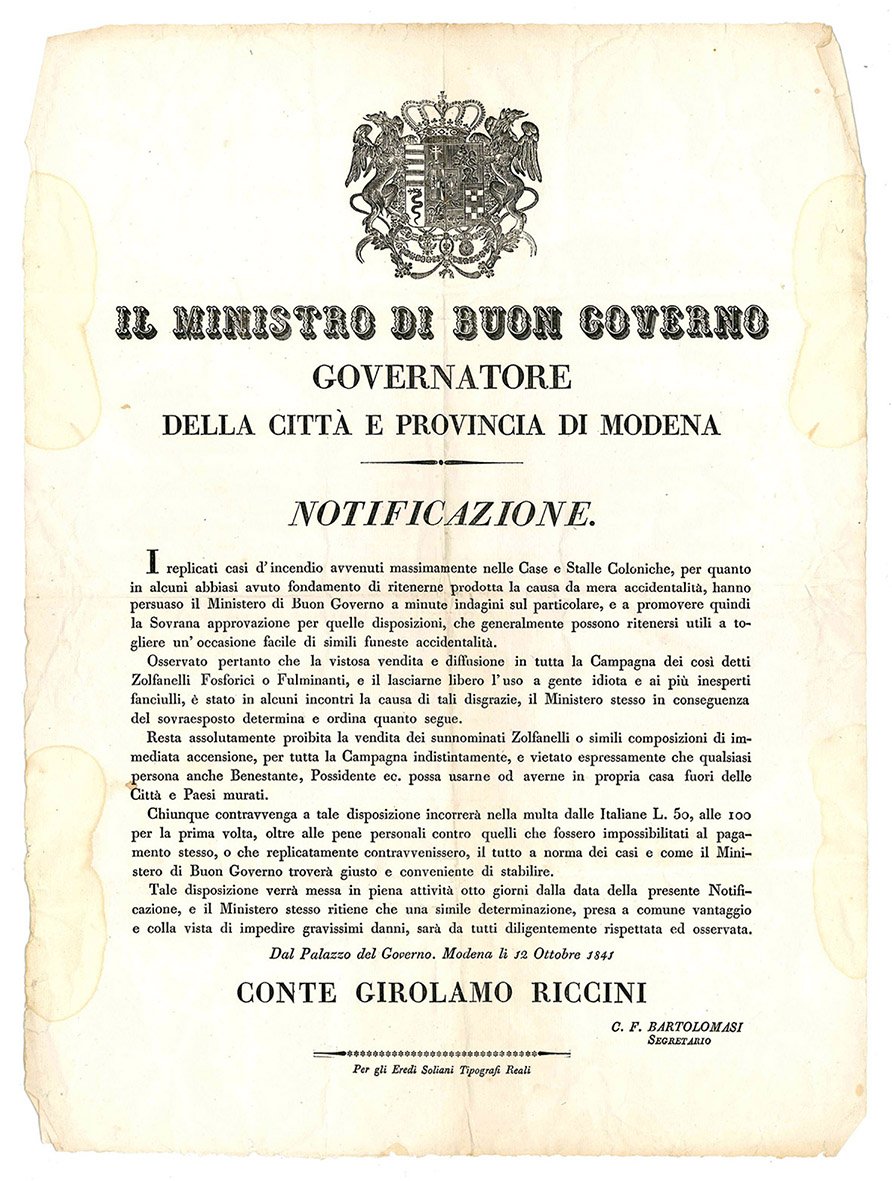 IL MINISTRO DI BUON GOVERNO
GOVERNATORE
DELLA CITTÀ E PROVINCIA DI MODENA
NOTIFICAZIONE.
I replicati casi d'incendio avvenuti massimamente nelle Case e Stalle Coloniche, per quanto
in alcuni abbiasi avuto fondamento di ritenerne prodotta la causa da mera accidentalità, hanno
persuaso il Ministero di Buon Governo a minute indagini sul particolare, e a promovere quindi
la Sovrana approvazione per quelle disposizioni, che generalmente possono ritenersi utili a to-
gliere un' occasione facile di simili funeste accidentalità.
Osservato pertanto che la vistosa vendita e diffusione in tutta la Campagna dei così detti
Zolfanelli Fosforici o Fulminanti, e il lasciarne libero l'uso a gente idiota e ai più inesperti
fanciulli, è stato in alcuni incontri la causa di tali disgrazie, il Ministero stesso in conseguenza
del sovraesposto determina e ordina quanto segue.
Resta assolutamente proibita la vendita dei sunnominati Zolfanelli o simili composizioni di im-
mediata accensione, per tutta la Campagna indistintamente, e vietato espressamente che qualsiasi
persona anche Benestante, Possidente ec. possa usarne od averne in propria casa fuori delle
Città e Paesi murati.
Chiunque contravvenga a tale disposizione incorrerà nella multa dalle Italiane L. 50, alle 100
per la prima volta, oltre alle pene personali contro quelli che fossero impossibilitati al paga-
mento stesso, o che replicatamente contravvenissero, il tutto a norma dei casi e come il Mini-
stero di Buon Governo troverà giusto e conveniente di stabilire.
Tale disposizione verrà messa in piena attività otto giorni dalla data della presente Notifi-
cazione, e il Ministero stesso ritiene che una simile determinazione, presa a comune vantaggio
e colla vista di impedire gravissimi danni, sarà da tutti diligentemente rispettata ed osservata.
Dal Palazzo del Governo. Modena li 12 Ottobre 1841
CONTE GIROLAMO RICCINI
C. F. BARTOLOMASI
SEGRETARIO
Per gli Eredi Soliani Tipografi Reali